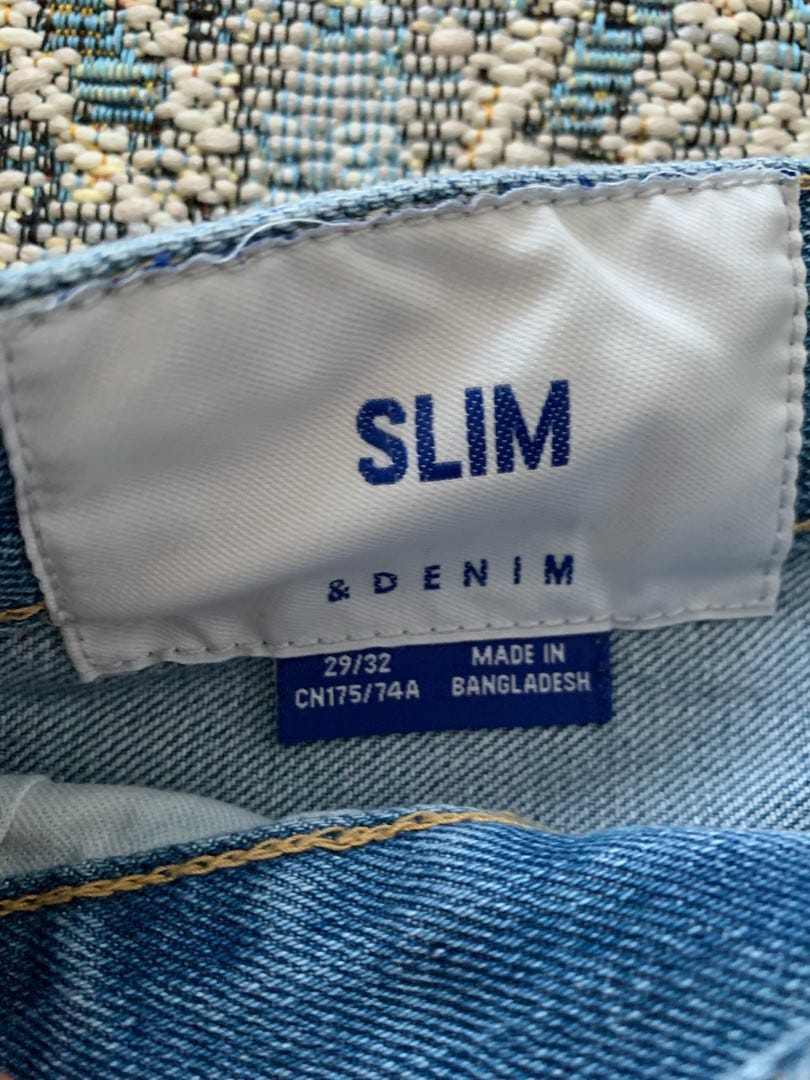 SLIM
& DENIM
29/32
CN175/74A
MADE IN
BANGLADESH